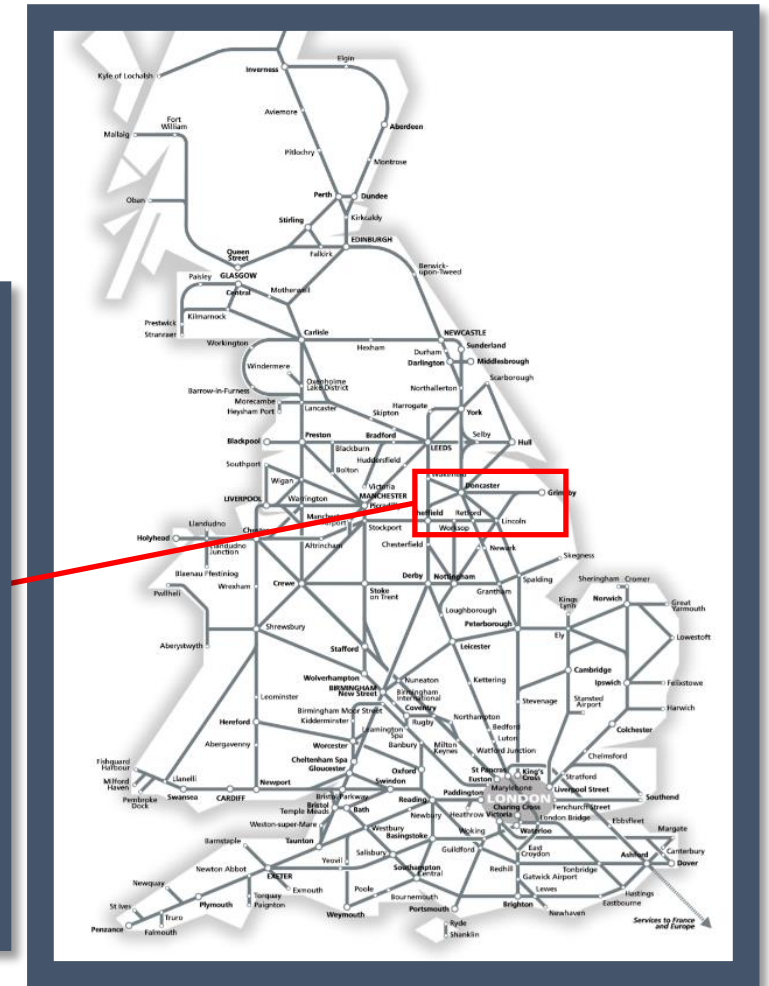 Elgin
Inverness
Kyle of Lochalsh
Aviemore
Fort
William
Aberdeen
Mallaig
Pitlochry
Montrose
Perth
Dundee
Oban
Kirkcaldy
Stirling
EDINBURGH
Queen
Street
Falkirk
Berwick-
upon-Tweed
Paisley
GLASGOW
Central
Motherwell
Prestwick
Kilmarnock
Stranraer
Carlisle
NEWCASTLE
Workington
Hexham
Sunderland
Durham
Darlington
Middlesbrough
Windermere
Oxenholme
Lake District
Scarborough
Barrow-in-Furness
Northallerton
Morecambe
Heysham Port
Lancaster
Harrogate
York
Skipton
Blackpool
Preston
Bradford
LEEDS
Selby
Hull
Blackburn
Southport
Huddersfield
Bolton
Wakefield
Wigan
Victoria
Doncaster
Grimsby
LIVERPOOL
Warrington
MANCHESTER
Piccadilly
Sheffield
Retford
Lincoln
Llandudno
Stockport
Worksop
Holyhead
Llandudno
Junction
Altrincham
Chesterfield
Newark
Skegness
Blaenau Ffestiniog
Wrexham
Crewe
Stoke
on Trent
Derby
Nottingham
Grantham
Spalding
Sheringham
Cromer
Pwllheli
Kings
Lynn
Norwich
Great
Yarmouth
Loughborough
Peterborough
Aberystwyth
Shrewsbury
Stafford
Leicester
Ely
Lowestoft
Wolverhampton
Cambridge
BIRMINGHAM
New Street
Nuneaton
Birmingham
International
Kettering
Ipswich
Felixstowe
Leominster
Coventry
Stevenage
Stansted
Airport
Harwich
Birmingham Moor Street
Kidderminster
Rugby
Northampton
Hereford
Leamington
Spa
Bedford
Colchester
Worcester
Banbury
Milton
Keynes
Luton
Abergavenny
Watford Junction
Chelmsford
Fishguard
Harbour
Cheltenham Spa
Gloucester
Oxford
St Pancras
King's
Cross
Stratford
Milford
Haven
Llanelli
Swindon
Euston
Marylebone
Liverpool Street
Pembroke
Dock
Swansea
CARDIFF
Newport
Bristol Parkway
Reading
Paddington
LONDON
Southend
Bristol
Temple Meads
Bath
Charing Cross
Fenchurch Street
Newbury
Heathrow
Victoria
London Bridge
Ebbsfleet
Weston-super-Mare
Westbury
Basingstoke
Woking
Waterloo
Margate
Barnstaple
Taunton
Salisbury
Guildford
East
Croydon
Canterbury
Newton Abbot
Yeovil
Southampton
Central
Redhill
Tonbridge
Ashford
Dover
Newquay
EXETER
Gatwick Airport
Exmouth
Poole
Bournemouth
Lewes
Hastings
St Ives
Plymouth
Torquay
Paignton
Weymouth
Portsmouth
Brighton
Newhaven
Eastbourne
Truro
Penzance
Falmouth
Ryde
Shanklin
Services to France
and Europe